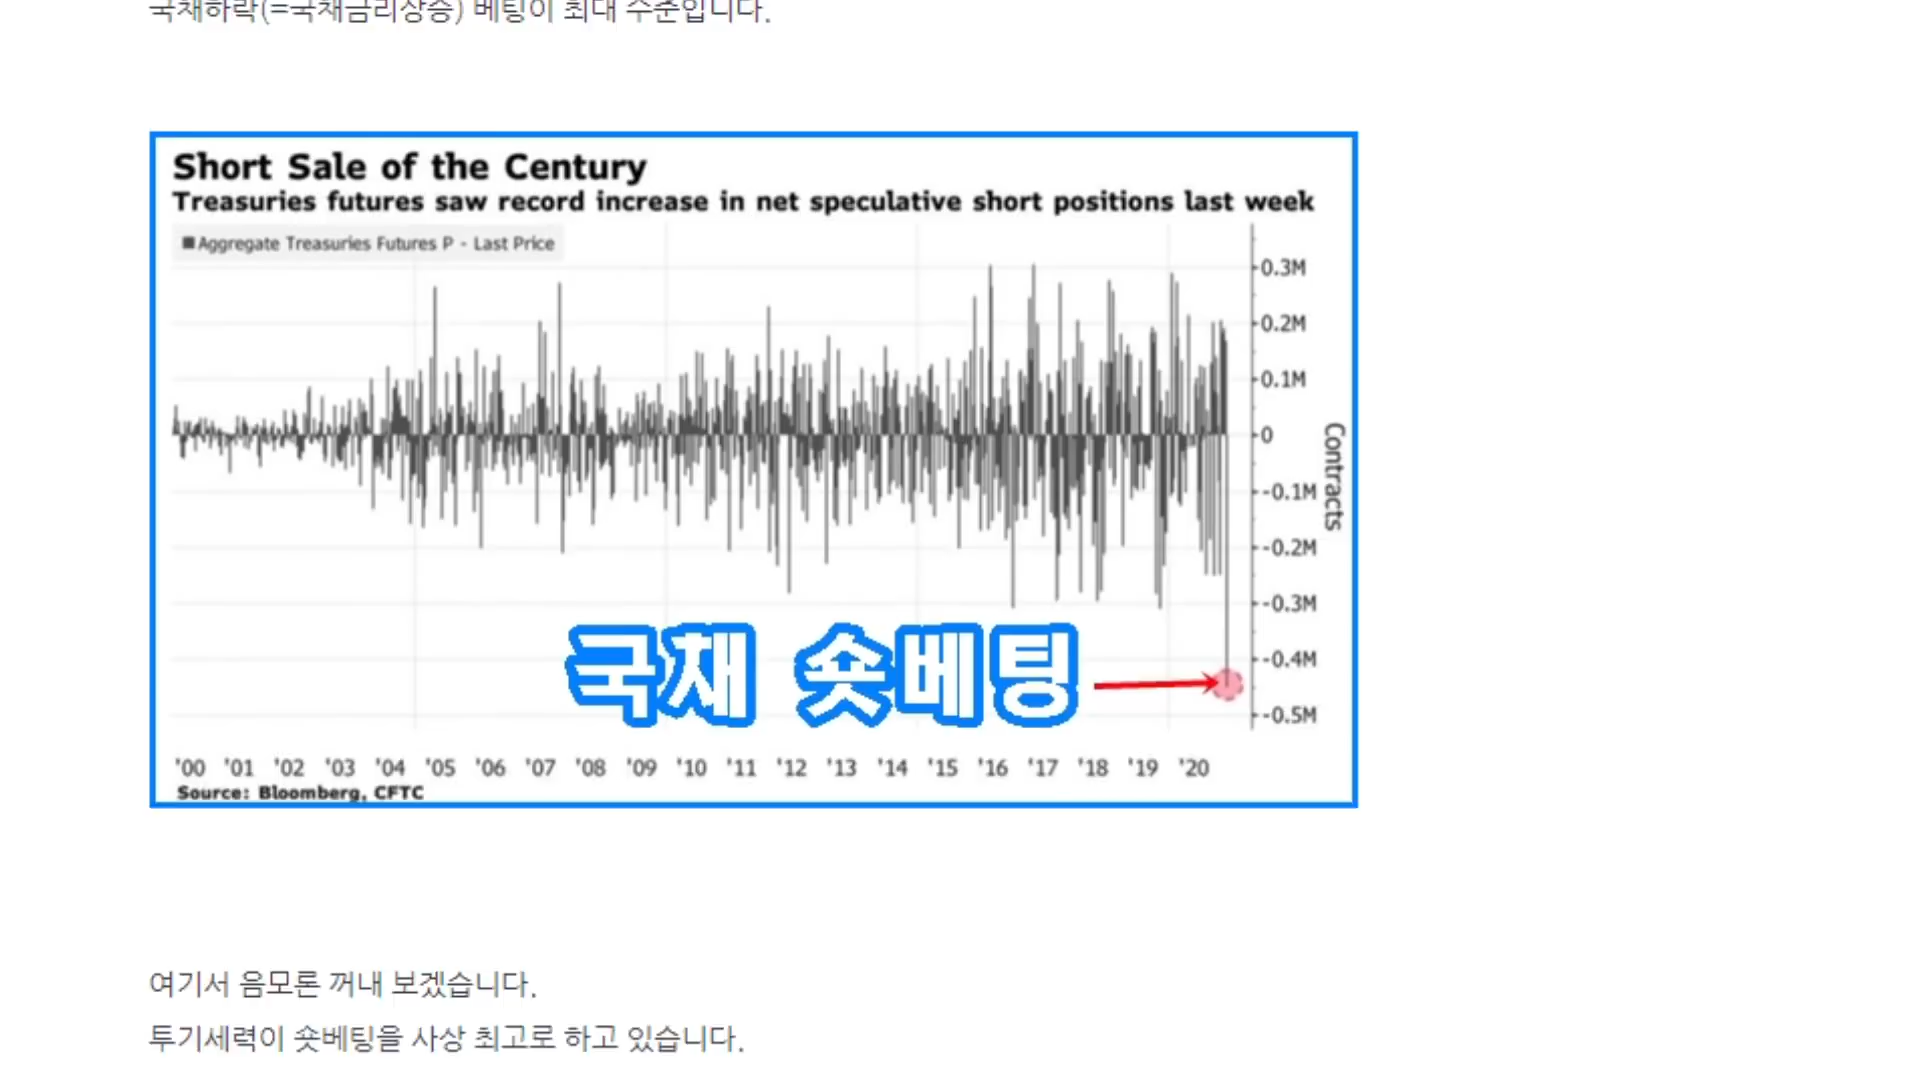 국채하락(=국채금리상승) 베팅이 최대 수준입니다.
Short Sale of the Century
Treasuries futures saw record increase in net speculative short positions last week
Aggregate Treasuries Futures P - Last Price
0.3M
0.2M
0.1M
0
-0.1M
-0.2M
-0.3M
-0.4M
-0.5M
Contracts
국채 숏베팅
'00 '01 '02 '03 '04 '05 '06 '07 '08 '09 '10 '11 '12 '13 '14 '15 '16 '17 '18 '19 '20
Source: Bloomberg, CFTC
여기서 음모론 꺼내 보겠습니다.
투기세력이 숏베팅을 사상 최고로 하고 있습니다.